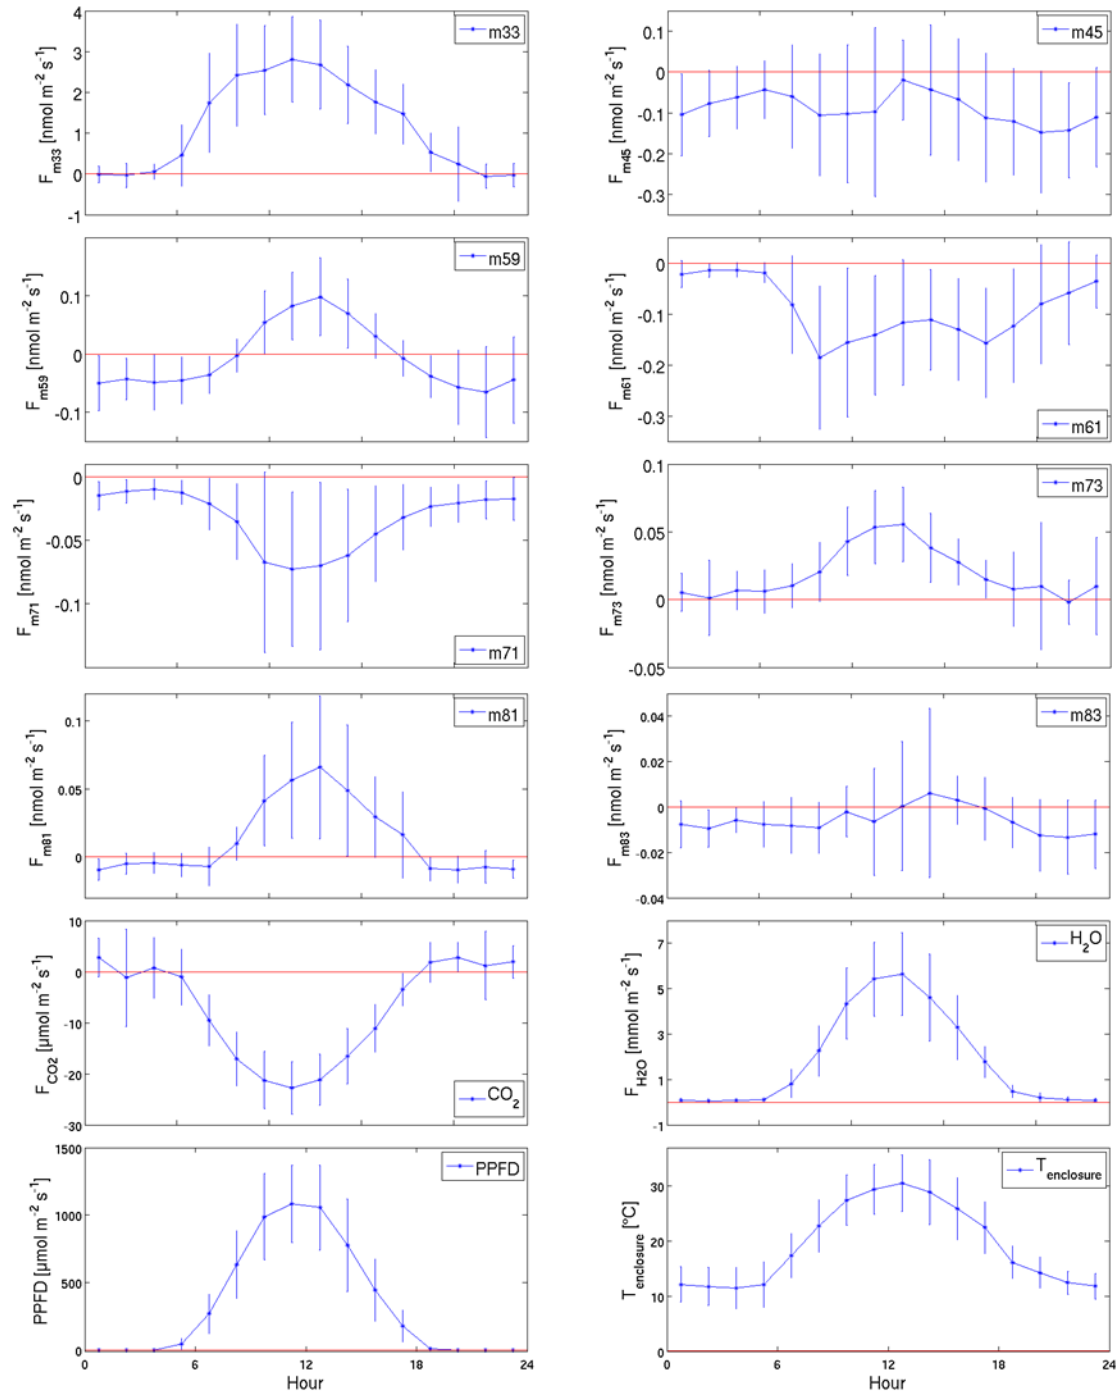 m33
F_m33 [nmol m⁻² s⁻¹]
4
3
2
1
0
-1
m45
F_m45 [nmol m⁻² s⁻¹]
0.1
0
-0.1
-0.2
-0.3
m59
F_m59 [nmol m⁻² s⁻¹]
0.1
0
-0.1
m61
F_m61 [nmol m⁻² s⁻¹]
0
-0.1
-0.2
-0.3
m71
F_m71 [nmol m⁻² s⁻¹]
0
-0.05
-0.1
m73
F_m73 [nmol m⁻² s⁻¹]
0.1
0.05
0
-0.05
m81
F_m81 [nmol m⁻² s⁻¹]
0.1
0.05
0
m83
F_m83 [nmol m⁻² s⁻¹]
0.04
0.02
0
-0.02
-0.04
CO₂
F_CO2 [µmol m⁻² s⁻¹]
10
0
-10
-20
-30
H₂O
F_H2O [mmol m⁻² s⁻¹]
7
5
3
1
-1
PPFD
PPFD [µmol m⁻² s⁻¹]
1500
1000
500
0
0 6 12 18 24
Hour
T_enclosure
T_enclosure [°C]
30
20
10
0 6 12 18 24
Hour